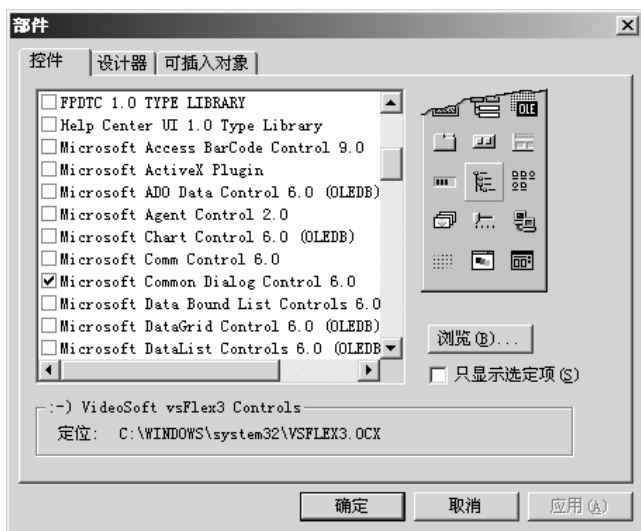 部件
控件 设计器 可插入对象
FPDTC 1.0 TYPE LIBRARY
Help Center UI 1.0 Type Library
Microsoft Access BarCode Control 9.0
Microsoft ActiveX Plugin
Microsoft ADO Data Control 6.0 (OLEDB)
Microsoft Agent Control 2.0
Microsoft Chart Control 6.0 (OLEDB)
Microsoft Comm Control 6.0
Microsoft Common Dialog Control 6.0
Microsoft Data Bound List Controls 6.0
Microsoft DataGrid Control 6.0 (OLEDB)
Microsoft DataList Controls 6.0 (OLEDB
OLE
浏览(B)...
只显示选定项(S)
:-) VideoSoft vsFlex3 Controls
定位: C:\WINDOWS\system32\VSFLEX3.OCX
确定 取消 应用(A)